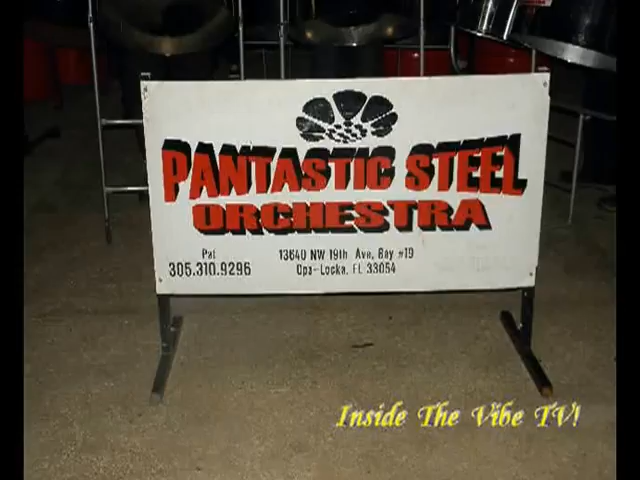 PANTASTIC STEEL
ORCHESTRA
Pat
305.310.9296
13640 NW 19th Ave, Bay #19
Opa-Locka, FL 33054
Inside The Vibe TV!